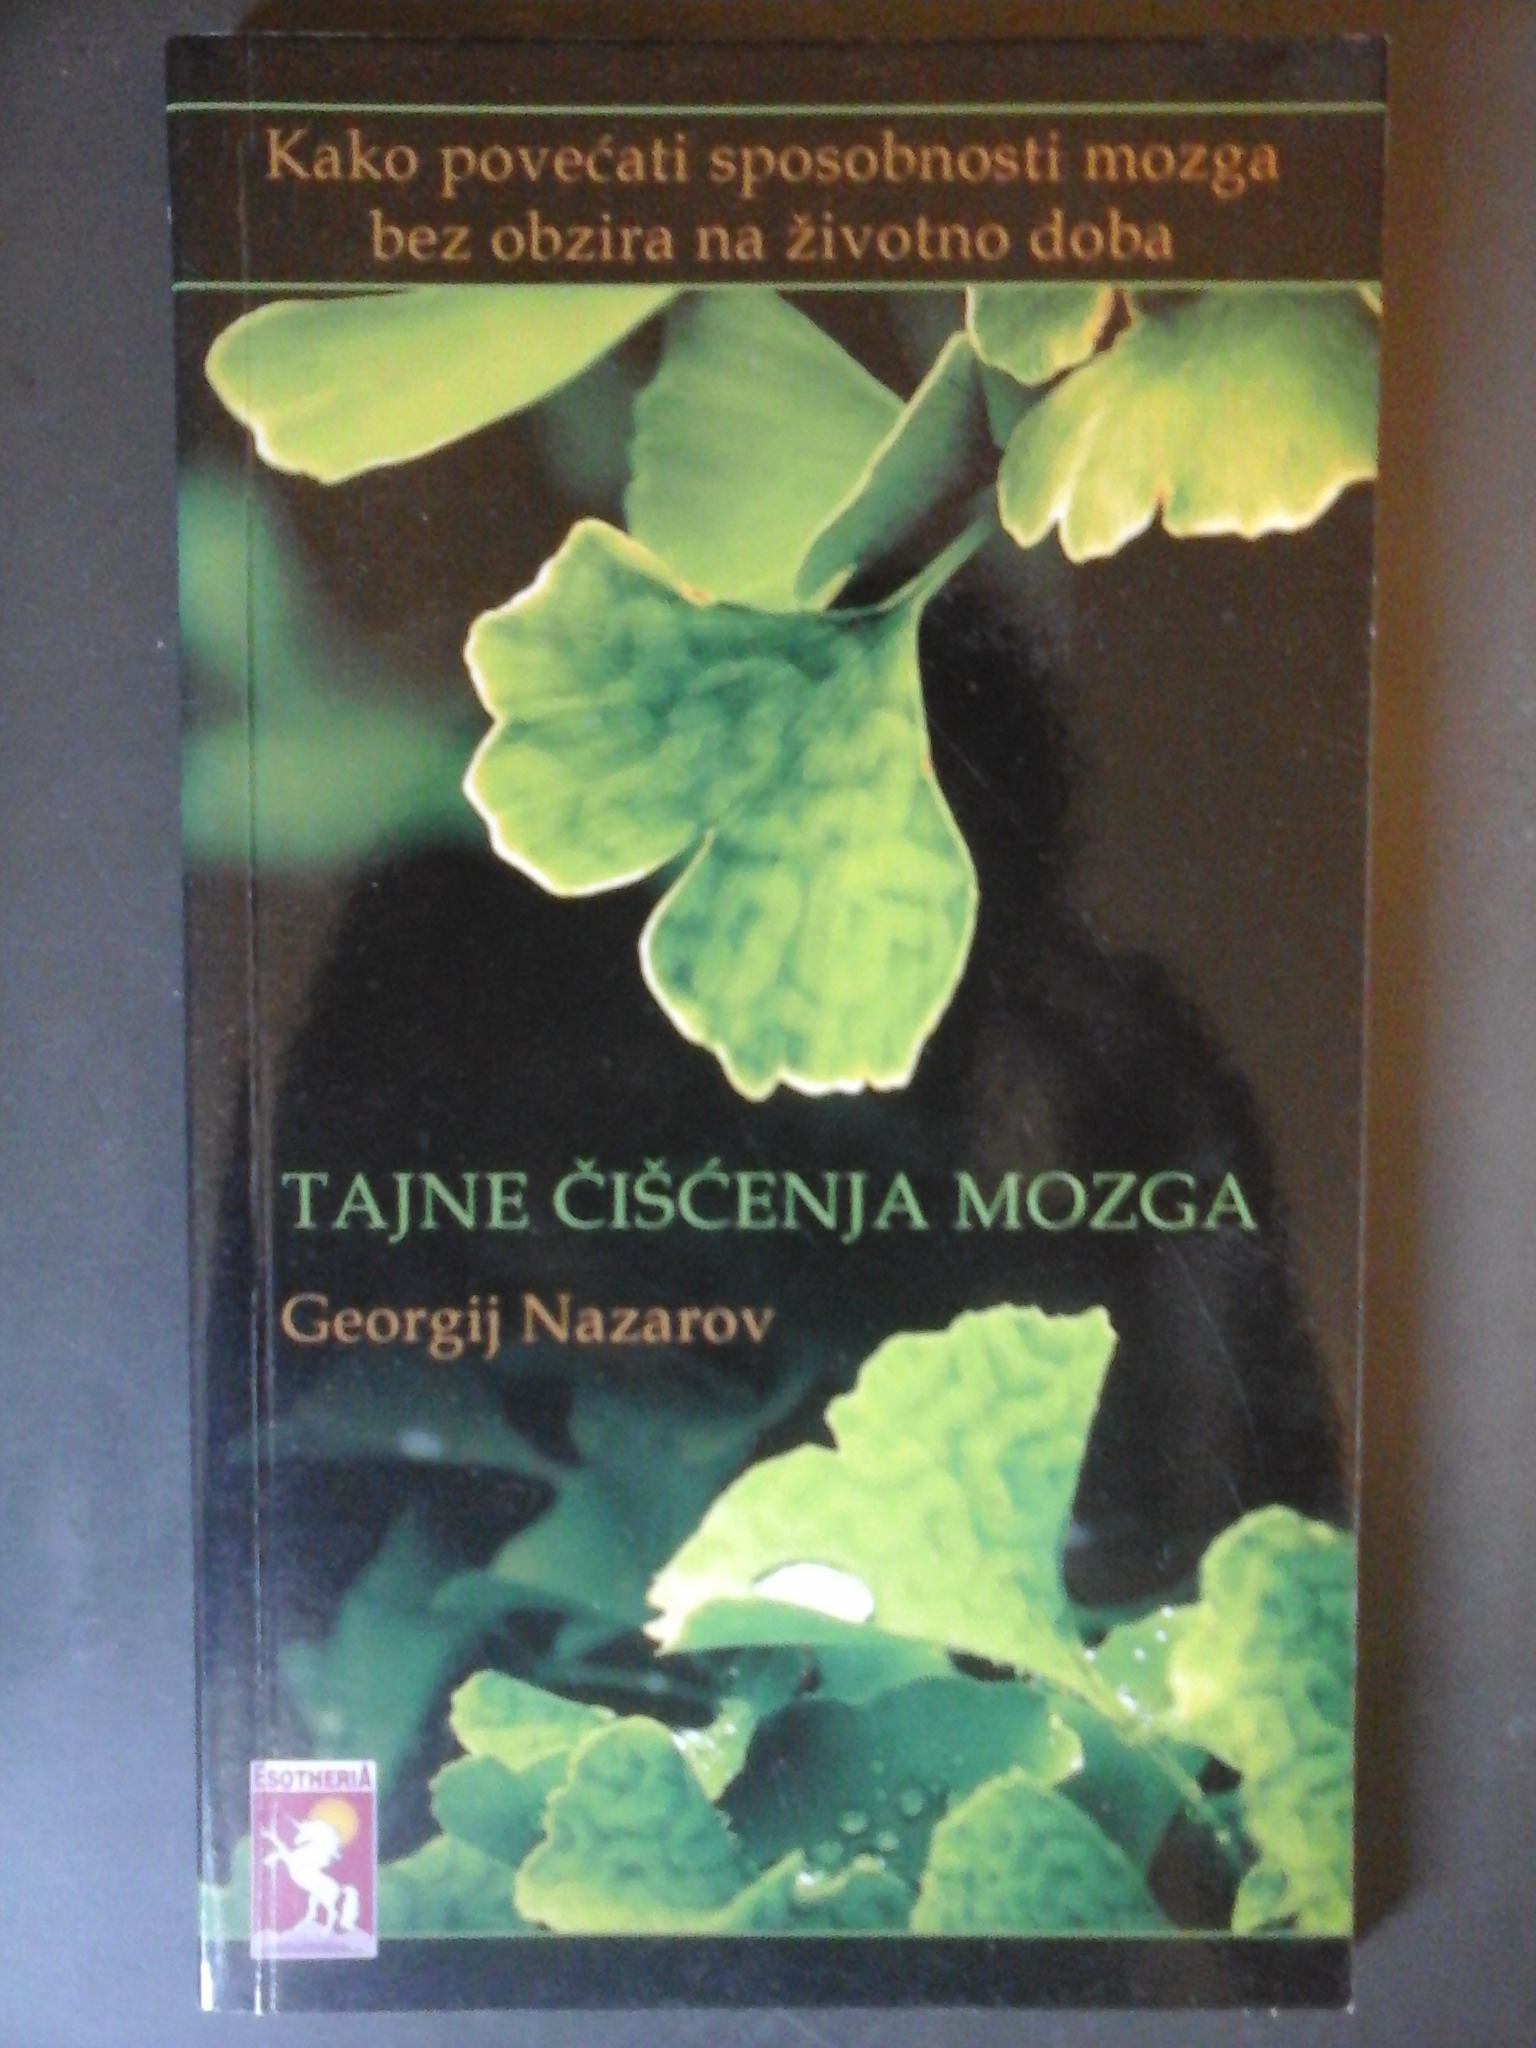 Kako povećati sposobnosti mozga
bez obzira na životno doba
TAJNE ČIŠĆENJA MOZGA
Georgij Nazarov
ESOTHERIA